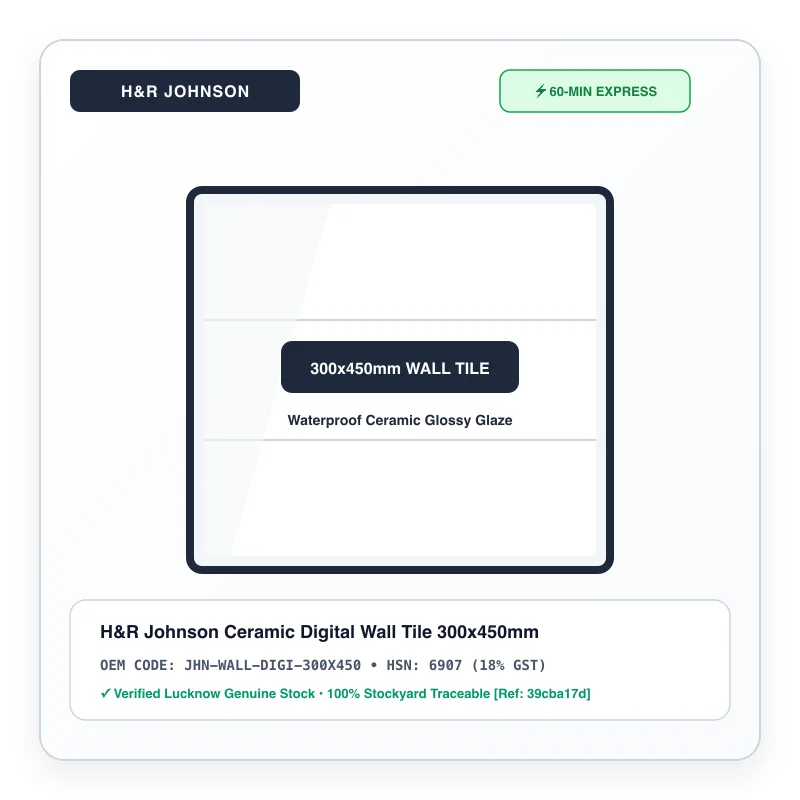 H&R JOHNSON
⚡ 60-MIN EXPRESS
300x450mm WALL TILE
Waterproof Ceramic Glossy Glaze
H&R Johnson Ceramic Digital Wall Tile 300x450mm
OEM CODE: JHN-WALL-DIGI-300X450 • HSN: 6907 (18% GST)
✓ Verified Lucknow Genuine Stock · 100% Stockyard Traceable [Ref: 39cba17d]